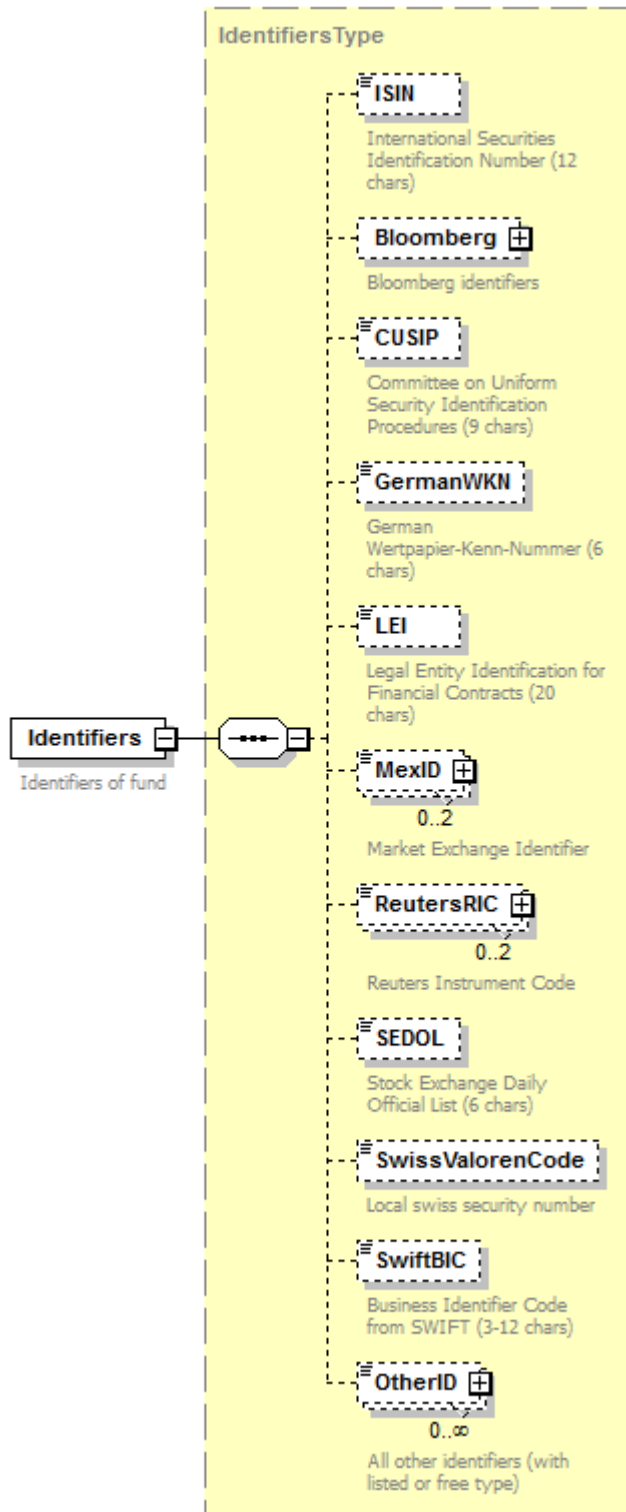 IdentifiersType
ISIN
International Securities
Identification Number (12
chars)
Bloomberg
Bloomberg identifiers
CUSIP
Committee on Uniform
Security Identification
Procedures (9 chars)
GermanWKN
German
Wertpapier-Kenn-Nummer (6
chars)
LEI
Legal Entity Identification for
Financial Contracts (20
chars)
Identifiers
Identifiers of fund
MexID
0..2
Market Exchange Identifier
ReutersRIC
0..2
Reuters Instrument Code
SEDOL
Stock Exchange Daily
Official List (6 chars)
SwissValorenCode
Local swiss security number
SwiftBIC
Business Identifier Code
from SWIFT (3-12 chars)
OtherID
0..∞
All other identifiers (with
listed or free type)